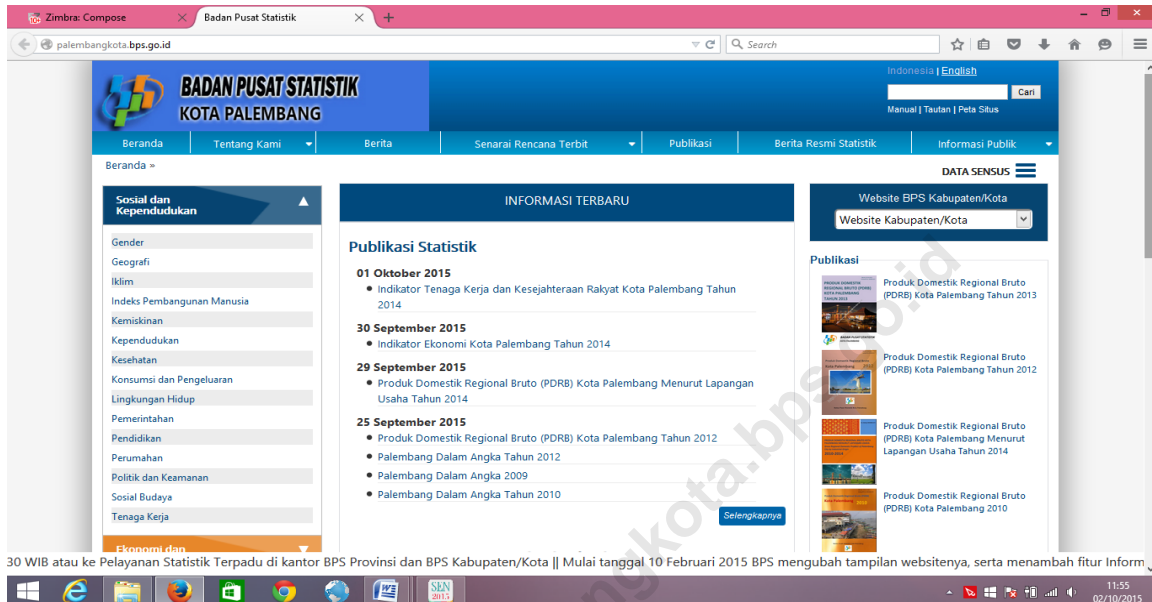 Zimbra: Compose
Badan Pusat Statistik
palembangkota.bps.go.id
Search
BADAN PUSAT STATISTIK
KOTA PALEMBANG
Indonesia | English
Cari
Manual | Tautan | Peta Situs
Beranda
Tentang Kami
Berita
Senarai Rencana Terbit
Publikasi
Berita Resmi Statistik
Informasi Publik
Beranda »
DATA SENSUS
Sosial dan
Kependudukan
Gender
Geografi
Iklim
Indeks Pembangunan Manusia
Kemiskinan
Kependudukan
Kesehatan
Konsumsi dan Pengeluaran
Lingkungan Hidup
Pemerintahan
Pendidikan
Perumahan
Politik dan Keamanan
Sosial Budaya
Tenaga Kerja
Ekonomi dan
INFORMASI TERBARU
Publikasi Statistik
01 Oktober 2015
Indikator Tenaga Kerja dan Kesejahteraan Rakyat Kota Palembang Tahun
2014
30 September 2015
Indikator Ekonomi Kota Palembang Tahun 2014
29 September 2015
Produk Domestik Regional Bruto (PDRB) Kota Palembang Menurut Lapangan
Usaha Tahun 2014
25 September 2015
Produk Domestik Regional Bruto (PDRB) Kota Palembang Tahun 2012
Palembang Dalam Angka Tahun 2012
Palembang Dalam Angka 2009
Palembang Dalam Angka Tahun 2010
Selengkapnya
Website BPS Kabupaten/Kota
Website Kabupaten/Kota
Publikasi
Produk Domestik Regional Bruto
(PDRB) Kota Palembang Tahun 2013
Produk Domestik Regional Bruto
(PDRB) Kota Palembang Tahun 2012
Produk Domestik Regional Bruto
(PDRB) Kota Palembang Menurut
Lapangan Usaha Tahun 2014
Produk Domestik Regional Bruto
(PDRB) Kota Palembang 2010
30 WIB atau ke Pelayanan Statistik Terpadu di kantor BPS Provinsi dan BPS Kabupaten/Kota || Mulai tanggal 10 Februari 2015 BPS mengubah tampilan websitenya, serta menambah fitur Inform
SKN
2015
11:55
02/10/2015
ngkota.bps.go.id